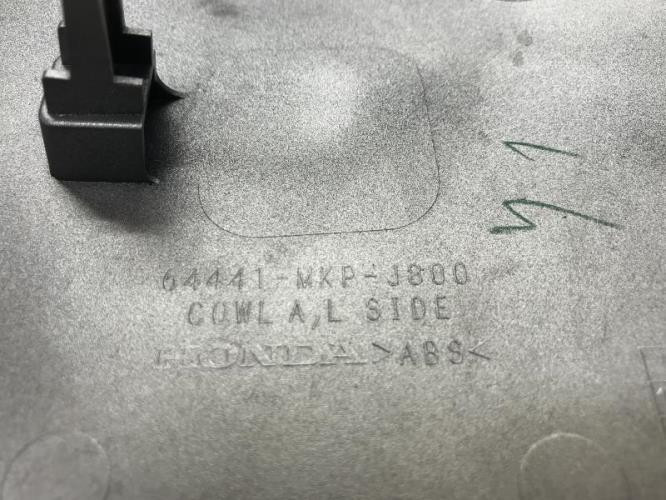 64441-MKP-J800
COWL A,L SIDE
HONDA >ABS<